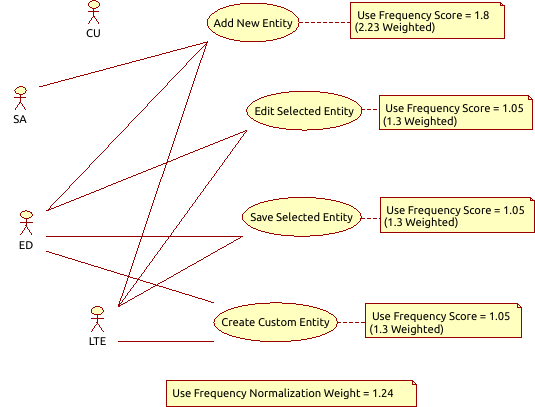 CU
Add New Entity
Use Frequency Score = 1.8
(2.23 Weighted)
SA
Edit Selected Entity
Use Frequency Score = 1.05
(1.3 Weighted)
ED
Save Selected Entity
Use Frequency Score = 1.05
(1.3 Weighted)
LTE
Create Custom Entity
Use Frequency Score = 1.05
(1.3 Weighted)
Use Frequency Normalization Weight = 1.24